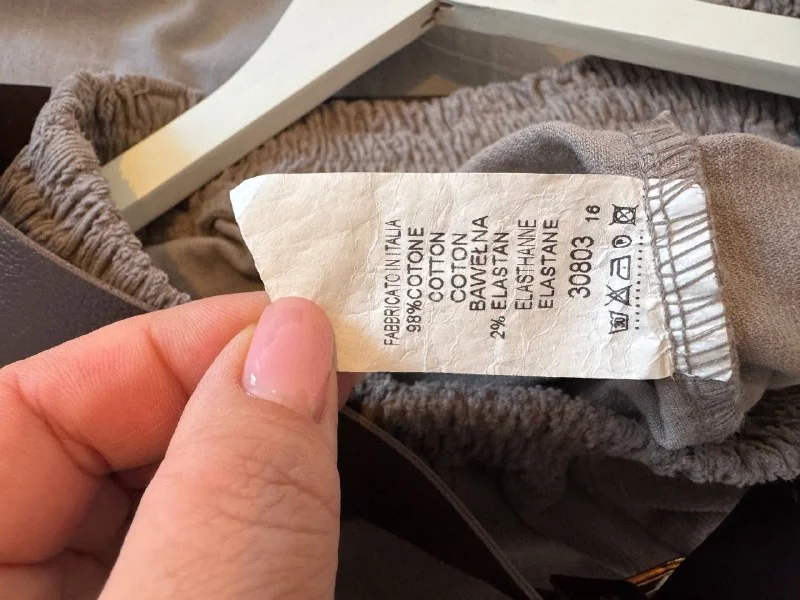 FABBRICATO IN ITALIA
98%COTONE
COTTON
COTON
BAWEŁNA
2% ELASTAN
ELASTHANNE
ELASTANE
30803 16